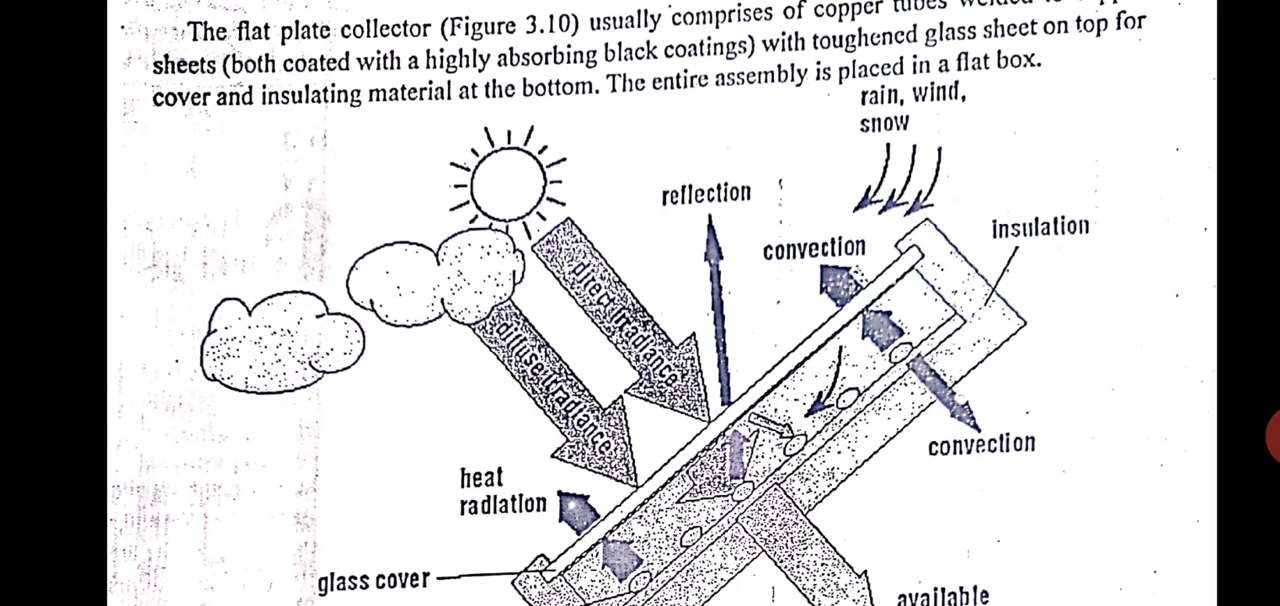 The flat plate collector (Figure 3.10) usually comprises of copper tubes
sheets (both coated with a highly absorbing black coatings) with toughened glass sheet on top for
cover and insulating material at the bottom. The entire assembly is placed in a flat box.
rain, wind,
snow
reflection
insulation
convection
direct irradiance
diffuse irradiance
convection
heat
radiation
glass cover
available